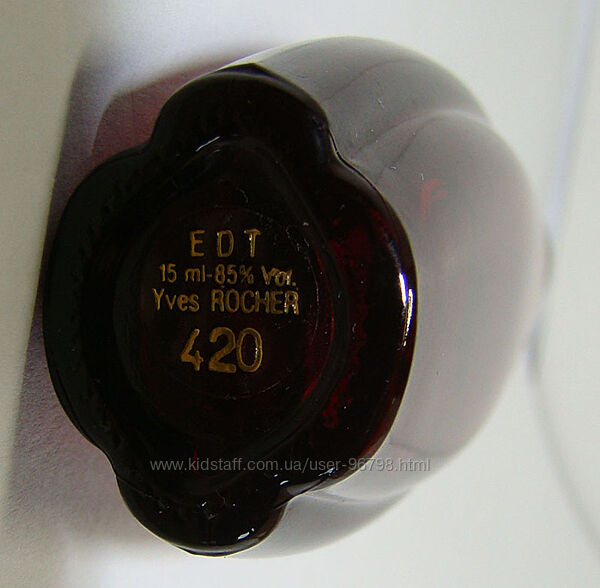 EDT
15 ml-85% Vol.
Yves ROCHER
420
www.kidstaff.com.ua/user-96798.html